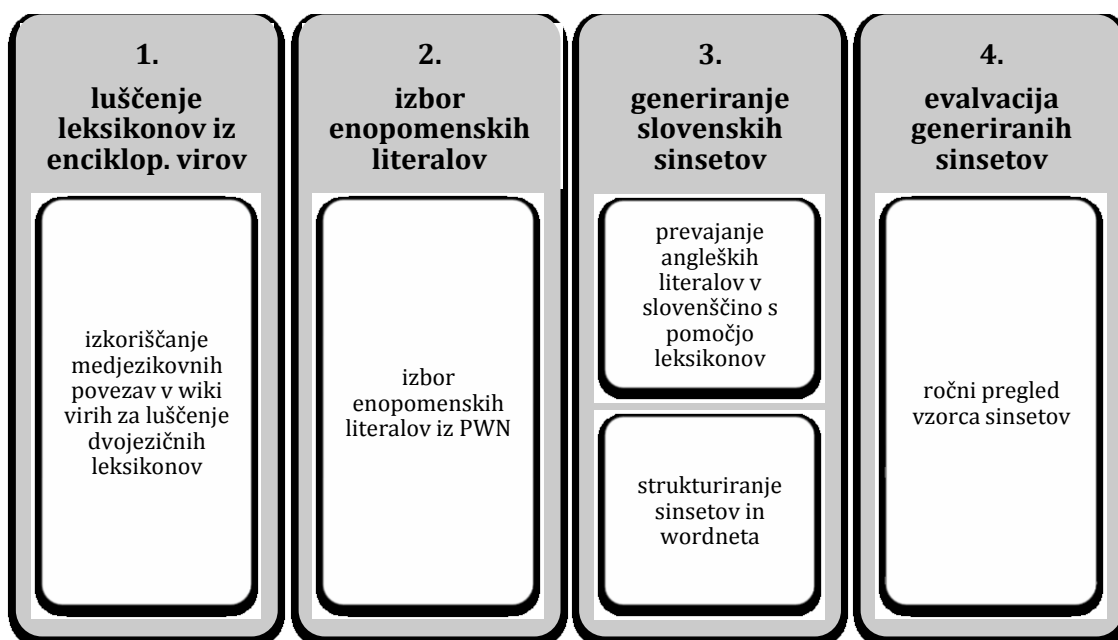 1.
luščenje
leksikonov iz
enciklop. virov
izkoriščanje
medjezikovnih
povezav v wiki
virih za luščenje
dvojezičnih
leksikonov
2.
izbor
enopomenskih
literalov
izbor
enopomenskih
literalov iz PWN
3.
generiranje
slovenskih
sinsetov
prevajanje
angleških
literalov v
slovenščino s
pomočjo
leksikonov
strukturiranje
sinsetov in
wordneta
4.
evalvacija
generiranih
sinsetov
ročni pregled
vzorca sinsetov